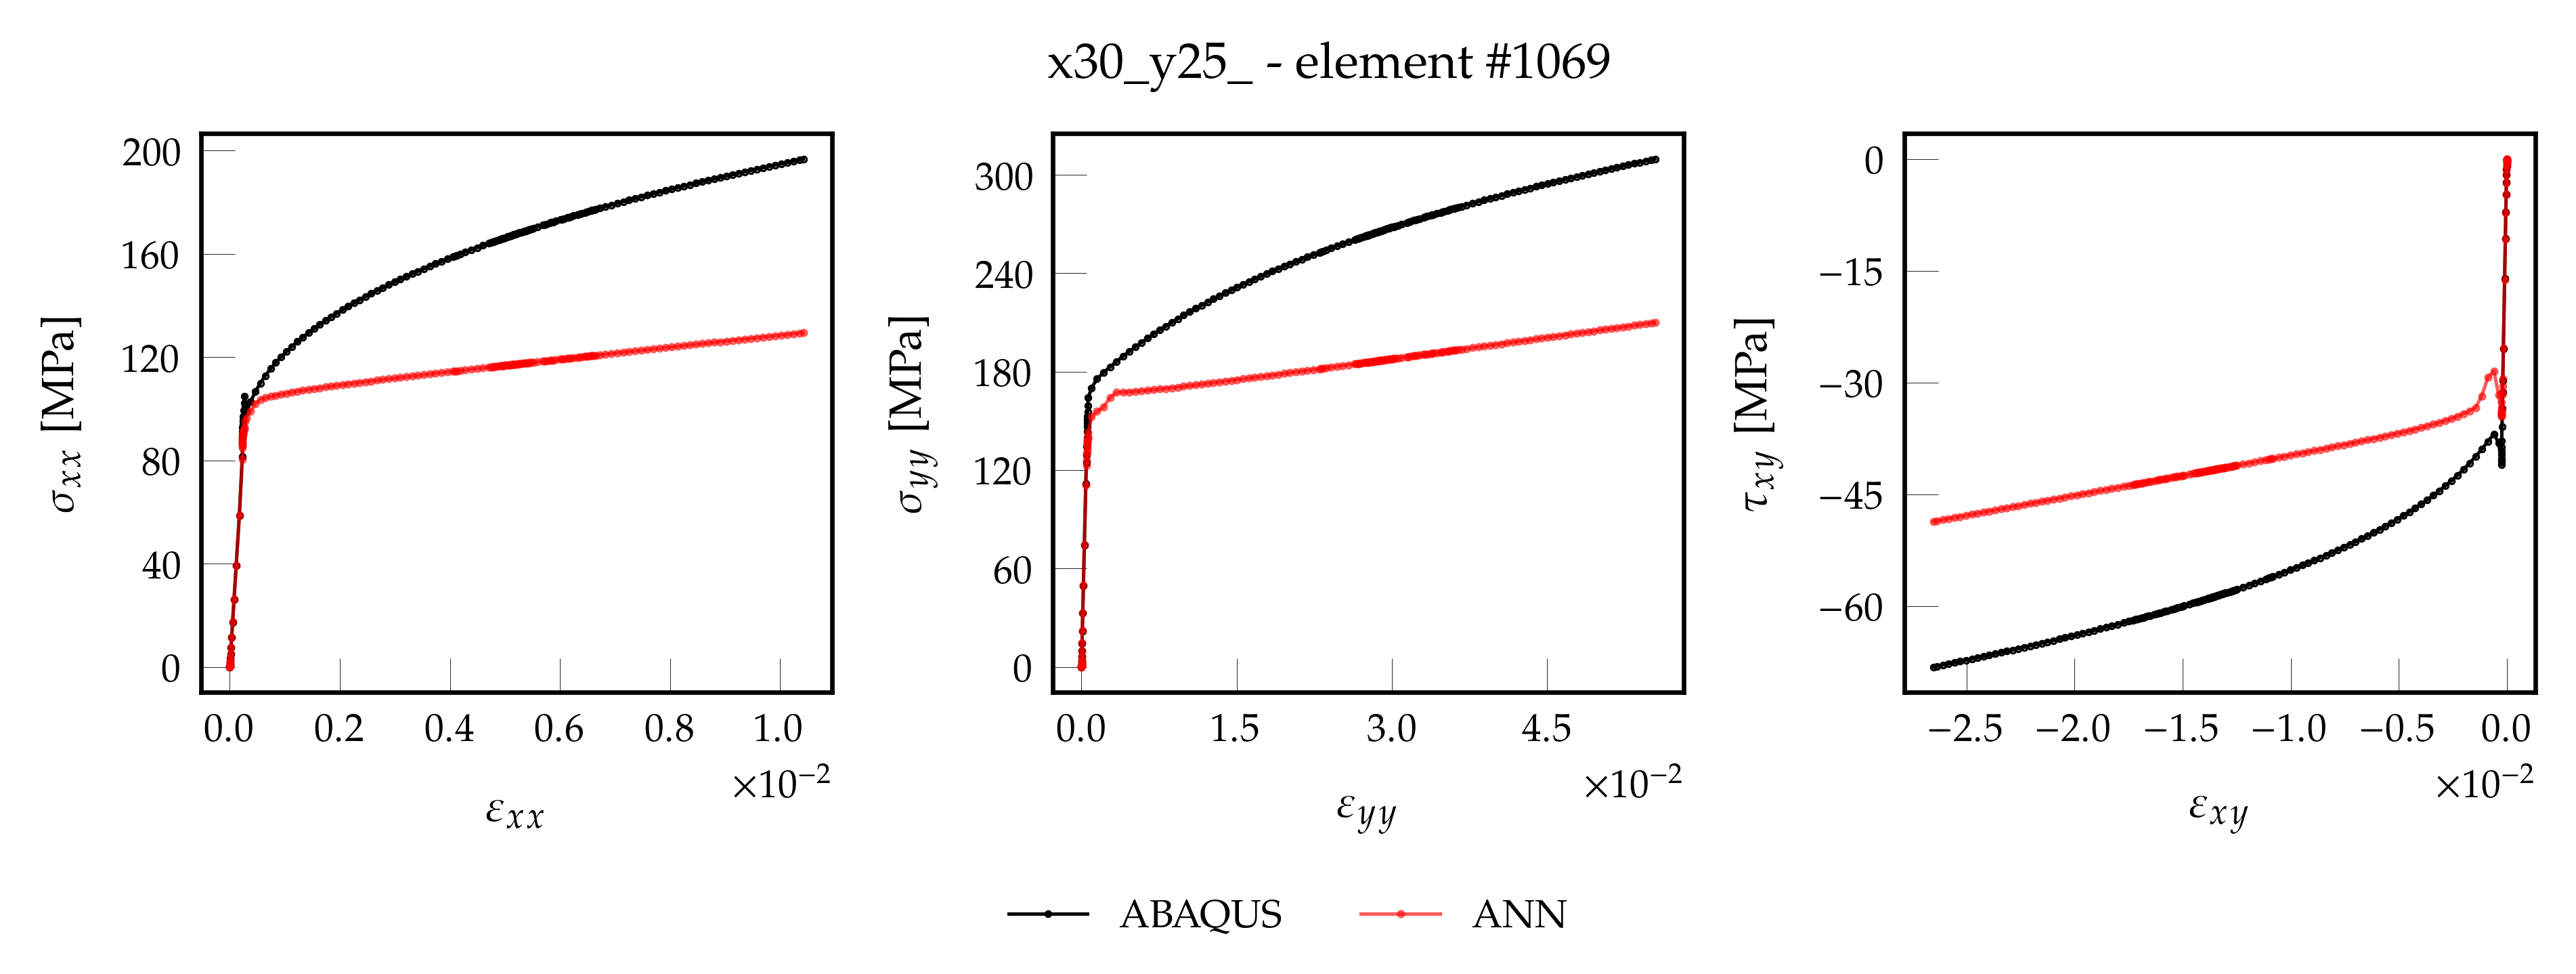 x30_y25_ - element #1069
σxx [MPa]
200
160
120
80
40
0
0.0 0.2 0.4 0.6 0.8 1.0
×10⁻²
εxx
σyy [MPa]
300
240
180
120
60
0
0.0 1.5 3.0 4.5
×10⁻²
εyy
τxy [MPa]
0
−15
−30
−45
−60
−2.5 −2.0 −1.5 −1.0 −0.5 0.0
×10⁻²
εxy
ABAQUS ANN